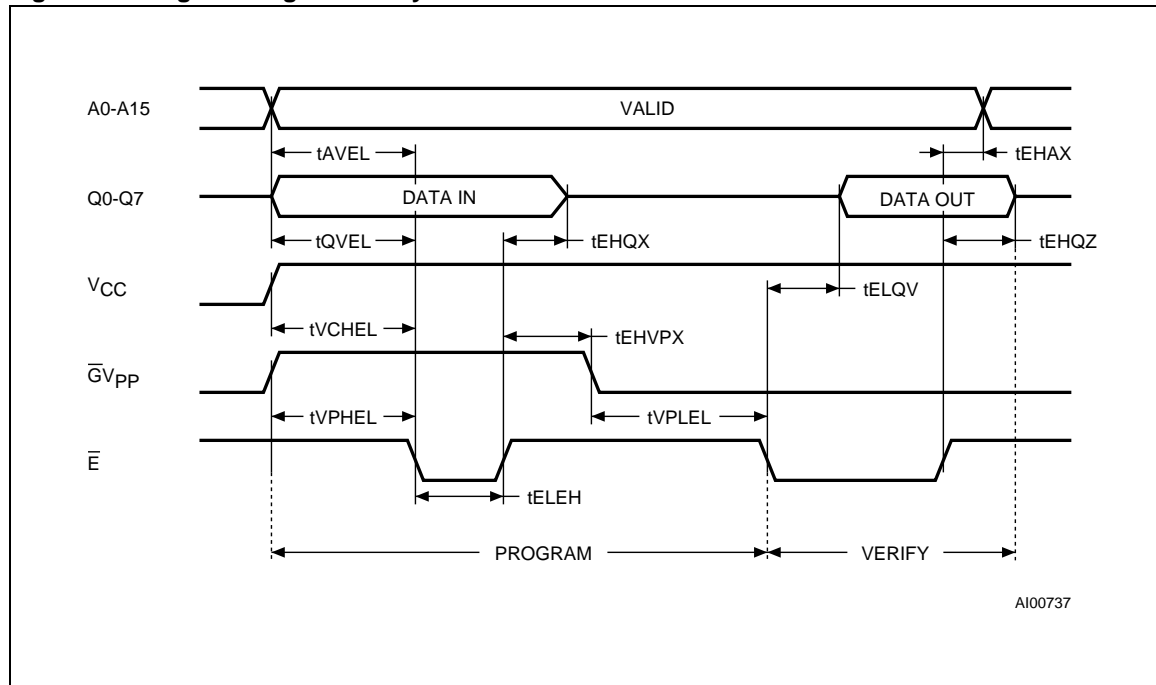 A0-A15
VALID
tAVEL
tEHAX
Q0-Q7
DATA IN
DATA OUT
tQVEL
tEHQX
tEHQZ
VCC
tELQV
tVCHEL
tEHVPX
G̅VPP
tVPHEL
tVPLEL
E̅
tELEH
PROGRAM
VERIFY
AI00737